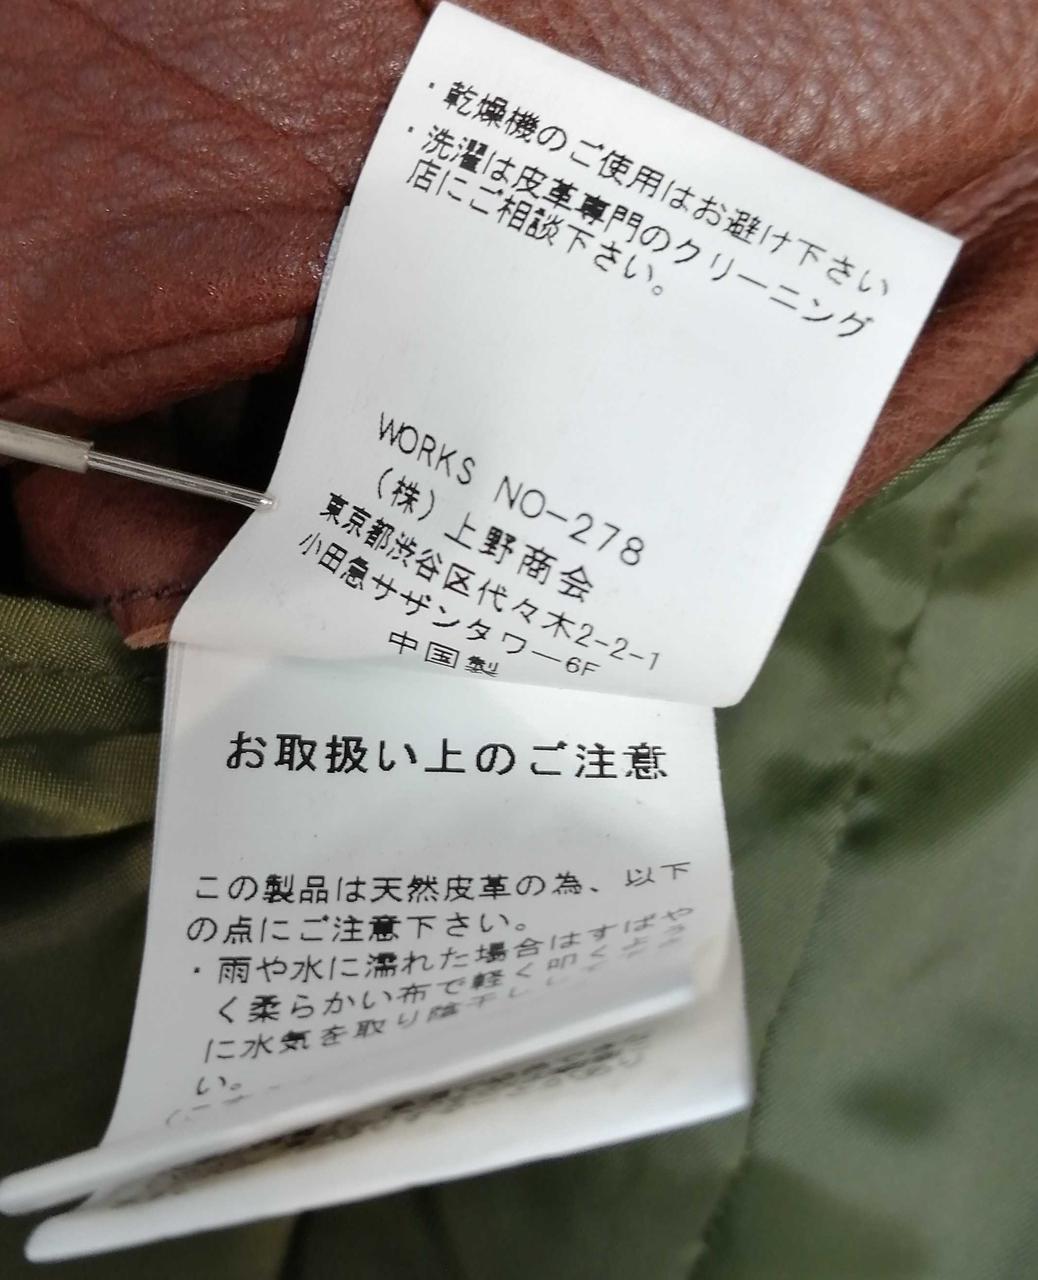 ・乾燥機のご使用はお避け下さい
・洗濯は皮革専門のクリーニング
店にご相談下さい。
WORKS NO-278
(株)上野商会
東京都渋谷区代々木2-2-1
小田急サザンタワー6F
中国製
お取扱い上のご注意
この製品は天然皮革の為、以下
の点にご注意下さい。
・雨や水に濡れた場合はすばや
く柔らかい布で軽く叩くよう
に水気を取り陰干し
い。